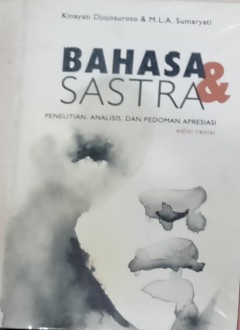 Kinayati Djojosuroto & M.L.A. Sumaryati
BAHASA
& SASTRA
PENELITIAN, ANALISIS, DAN PEDOMAN APRESIASI
edisi revisi